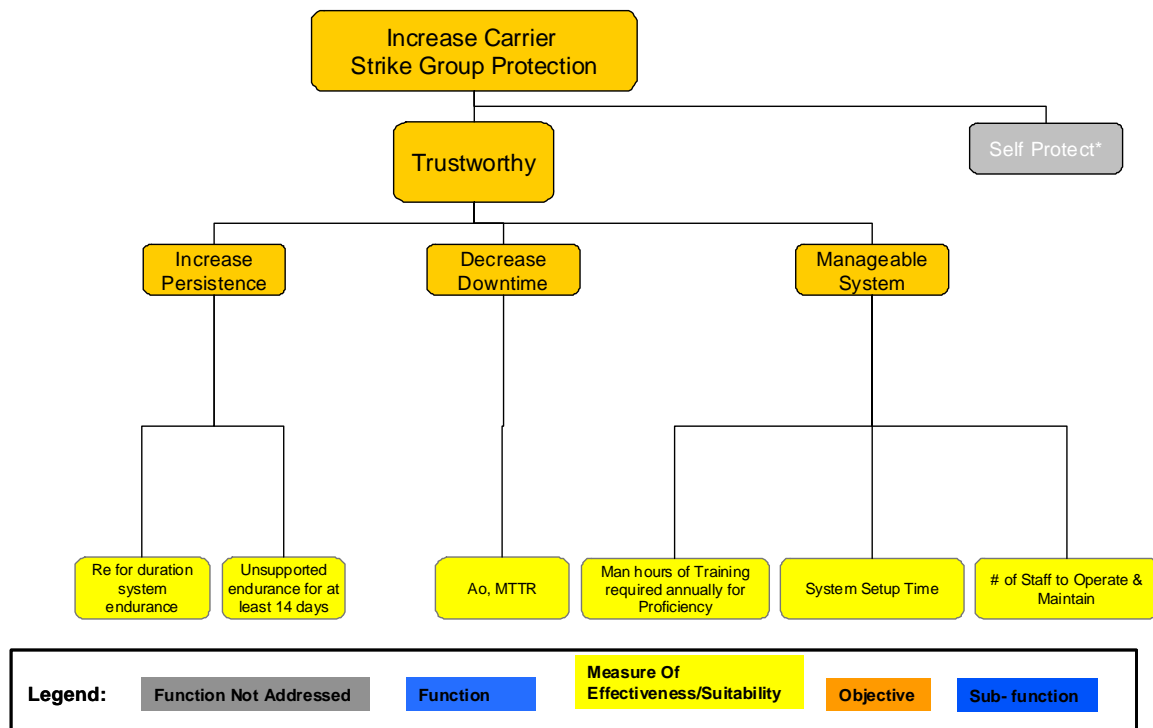 Increase Carrier
Strike Group Protection
Trustworthy
Self Protect*
Increase
Persistence
Decrease
Downtime
Manageable
System
Re for duration
system
endurance
Unsupported
endurance for at
least 14 days
Ao, MTTR
Man hours of Training
required annually for
Proficiency
System Setup Time
# of Staff to Operate &
Maintain
Legend:
Function Not Addressed
Function
Measure Of
Effectiveness/Suitability
Objective
Sub- function